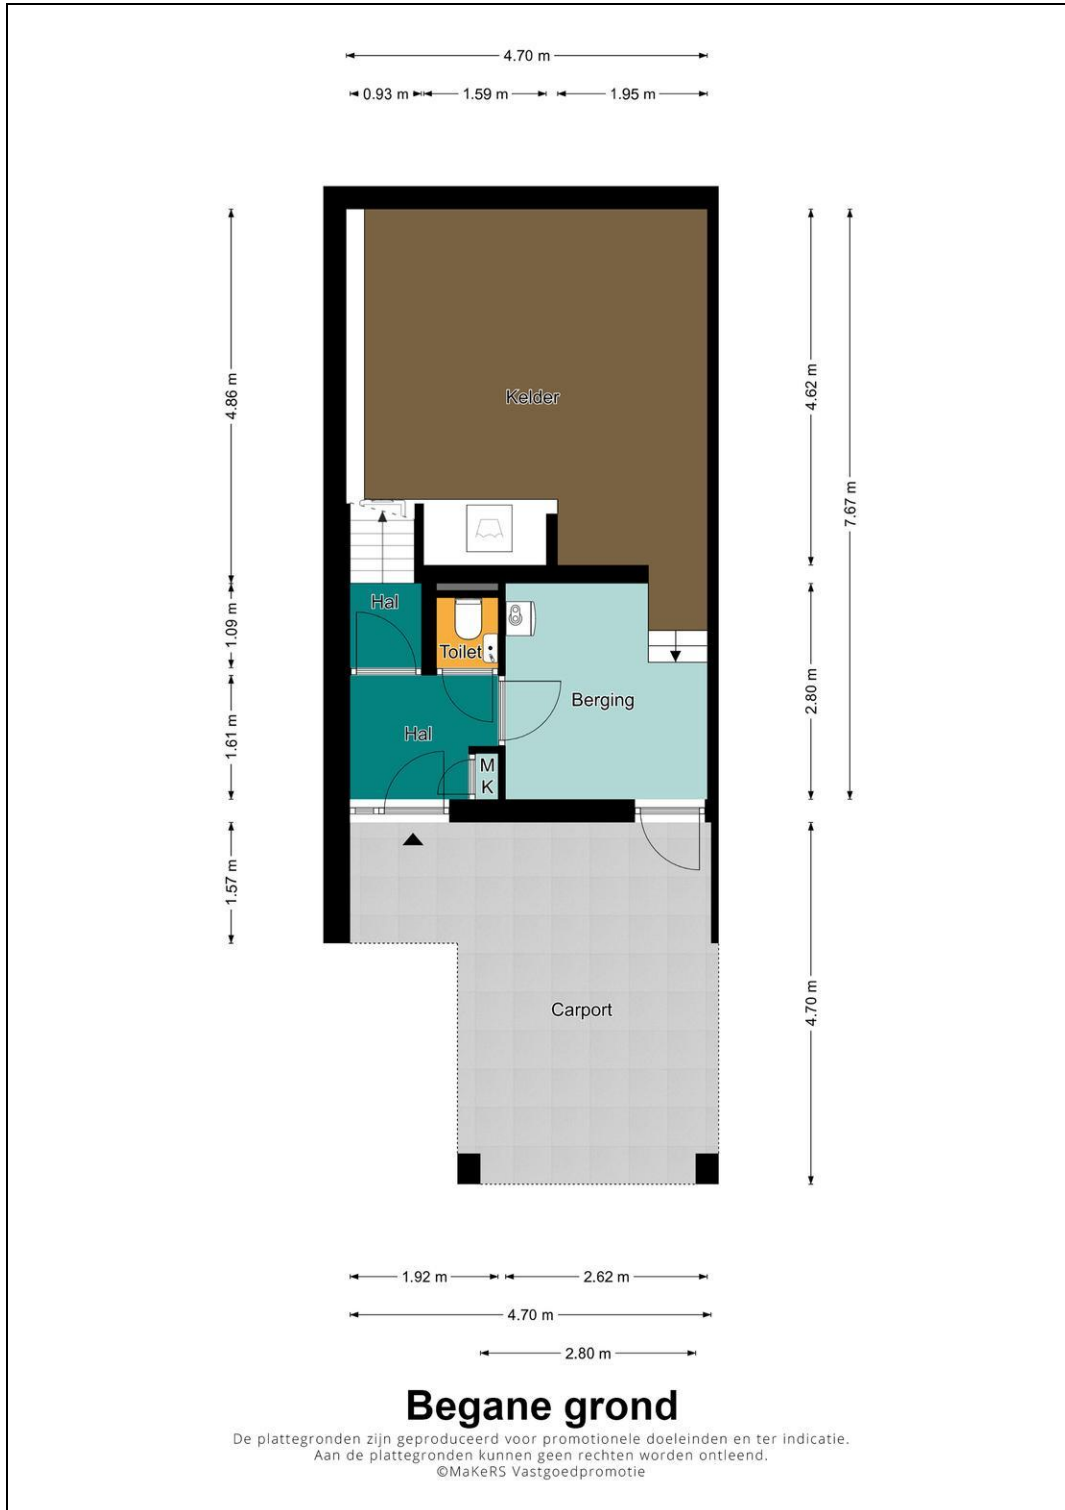 4.70 m
0.93 m 1.59 m 1.95 m
4.86 m
4.62 m
7.67 m
Kelder
Hal
1.09 m
Toilet
Berging
2.80 m
Hal
1.61 m
M
K
1.57 m
Carport
4.70 m
1.92 m 2.62 m
4.70 m
2.80 m
Begane grond
De plattegronden zijn geproduceerd voor promotionele doeleinden en ter indicatie.
Aan de plattegronden kunnen geen rechten worden ontleend.
©MaKeRS Vastgoedpromotie